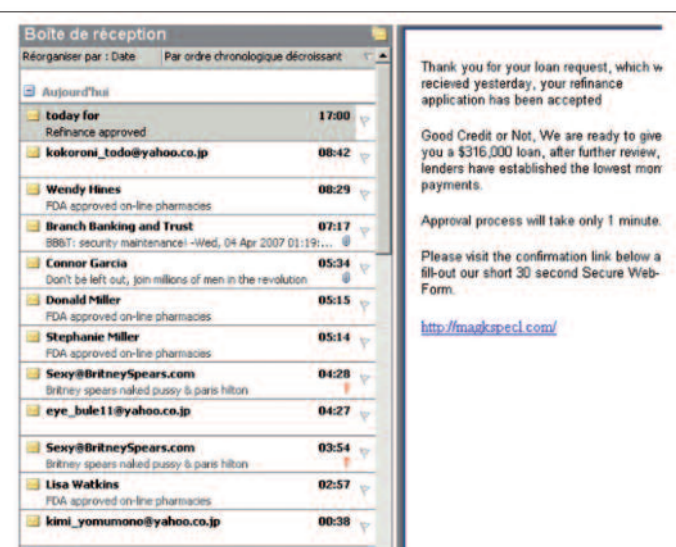 Boîte de réception
Réorganiser par : Date Par ordre chronologique décroissant
Aujourd'hui
today for 17:00
Refinance approved
kokoroni_todo@yahoo.co.jp 08:42
Wendy Hines 08:29
FDA approved on-line pharmacies
Branch Banking and Trust 07:17
BB&T: security maintenance! -Wed, 04 Apr 2007 01:19:...
Connor Garcia 05:34
Don't be left out, join millions of men in the revolution
Donald Miller 05:15
FDA approved on-line pharmacies
Stephanie Miller 05:14
FDA approved on-line pharmacies
Sexy@BritneySpears.com 04:28
Britney spears naked pussy & paris hilton
eye_bule11@yahoo.co.jp 04:27
Sexy@BritneySpears.com 03:54
Britney spears naked pussy & paris hilton
Lisa Watkins 02:57
FDA approved on-line pharmacies
kimi_yomumono@yahoo.co.jp 00:38
Thank you for your loan request, which w
recieved yesterday, your refinance
application has been accepted
Good Credit or Not, We are ready to give
you a $316,000 loan, after further review,
lenders have established the lowest mon
payments.
Approval process will take only 1 minute.
Please visit the confirmation link below a
fill-out our short 30 second Secure Web-
Form.
http://magkspecl.com/